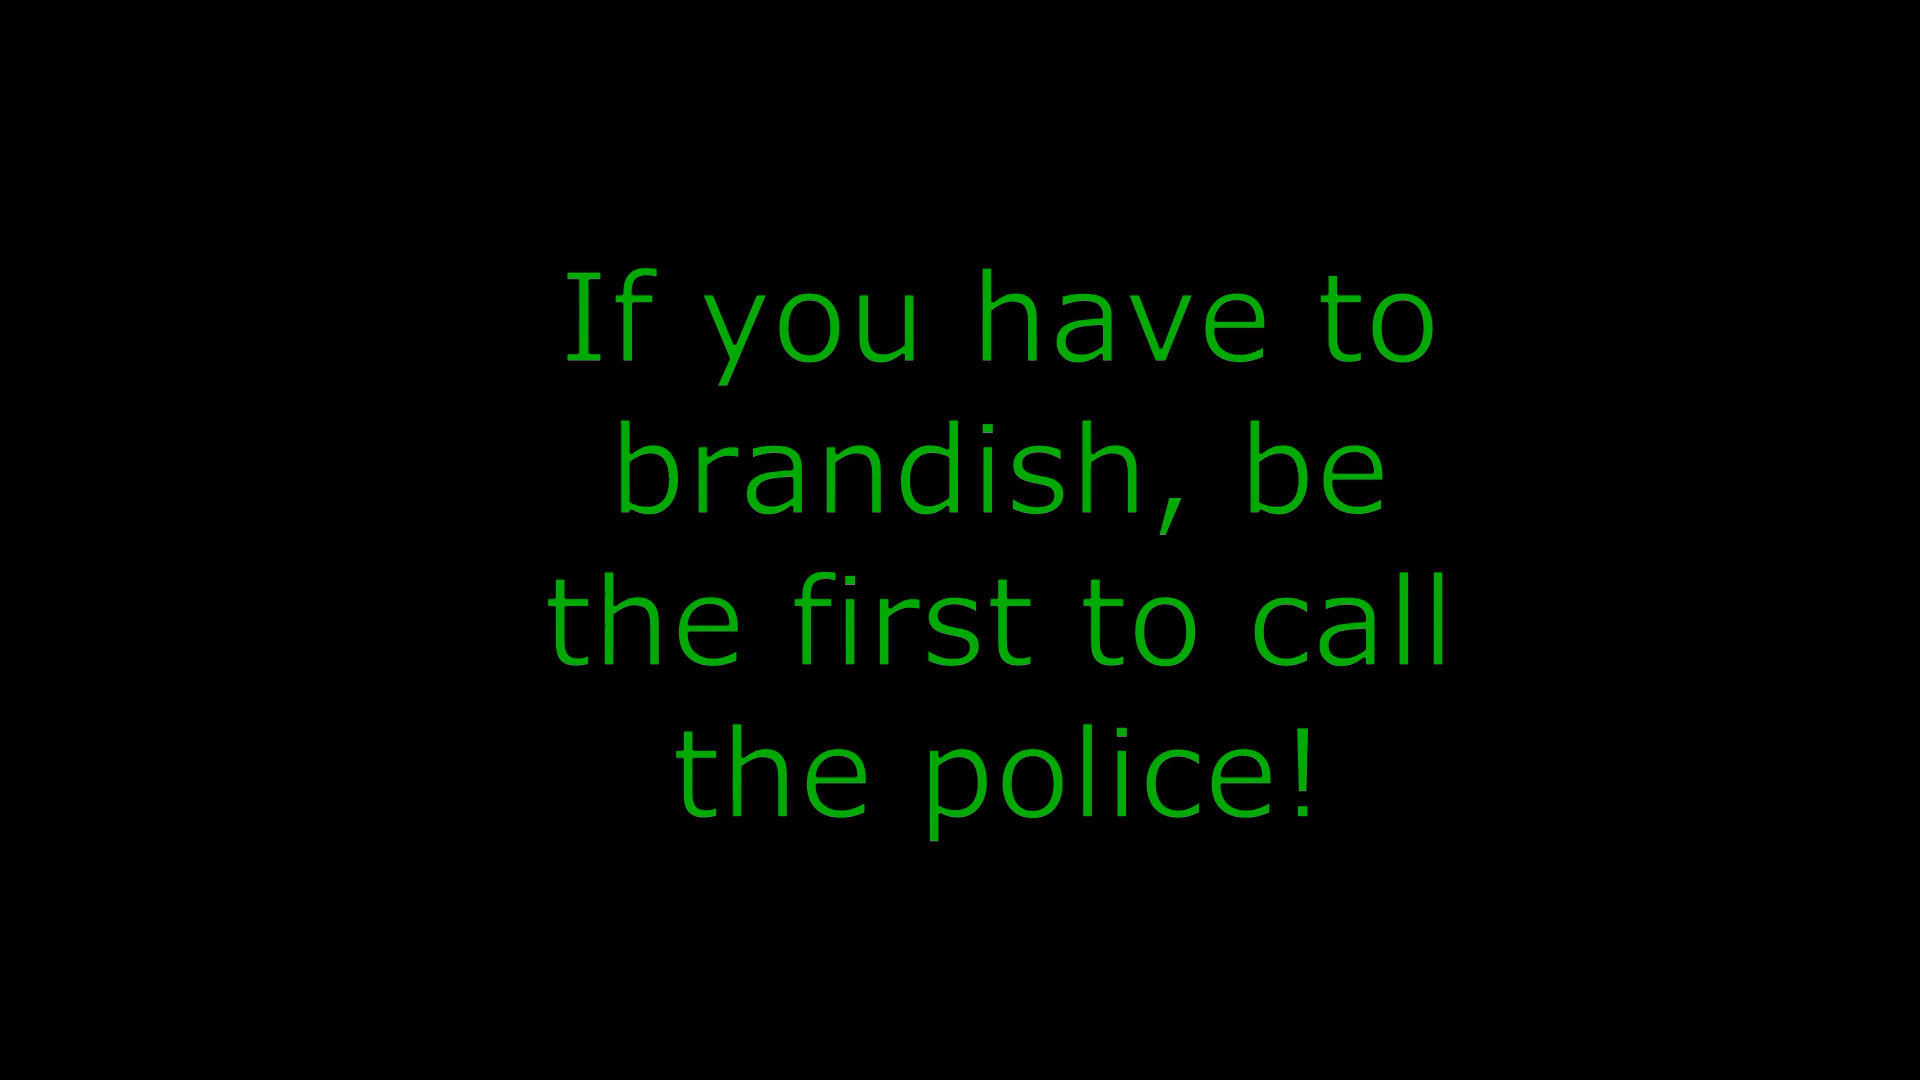 If you have to
brandish, be
the first to call
the police!